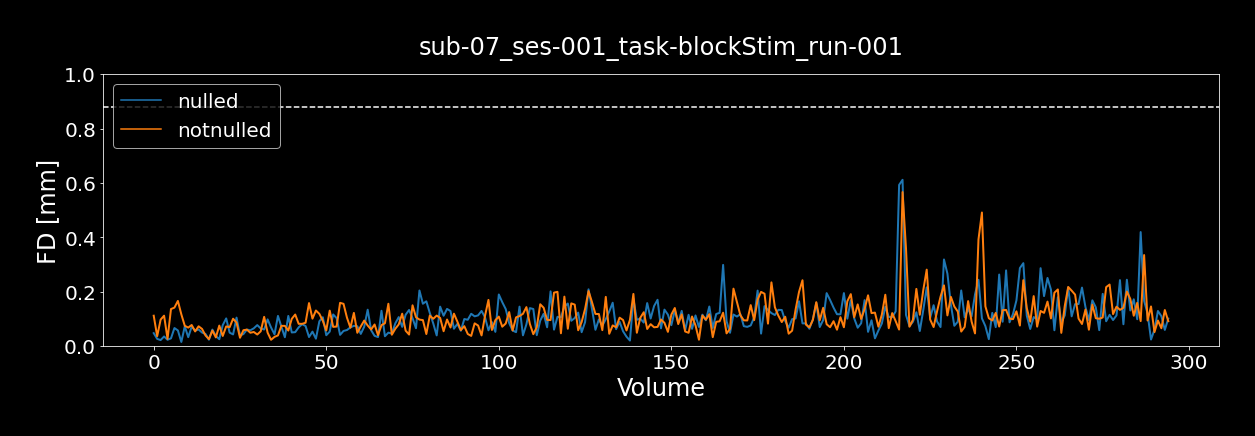 sub-07_ses-001_task-blockStim_run-001
1.0
nulled
notnulled
0.8
0.6
0.4
0.2
0.0
FD [mm]
0 50 100 150 200 250 300
Volume